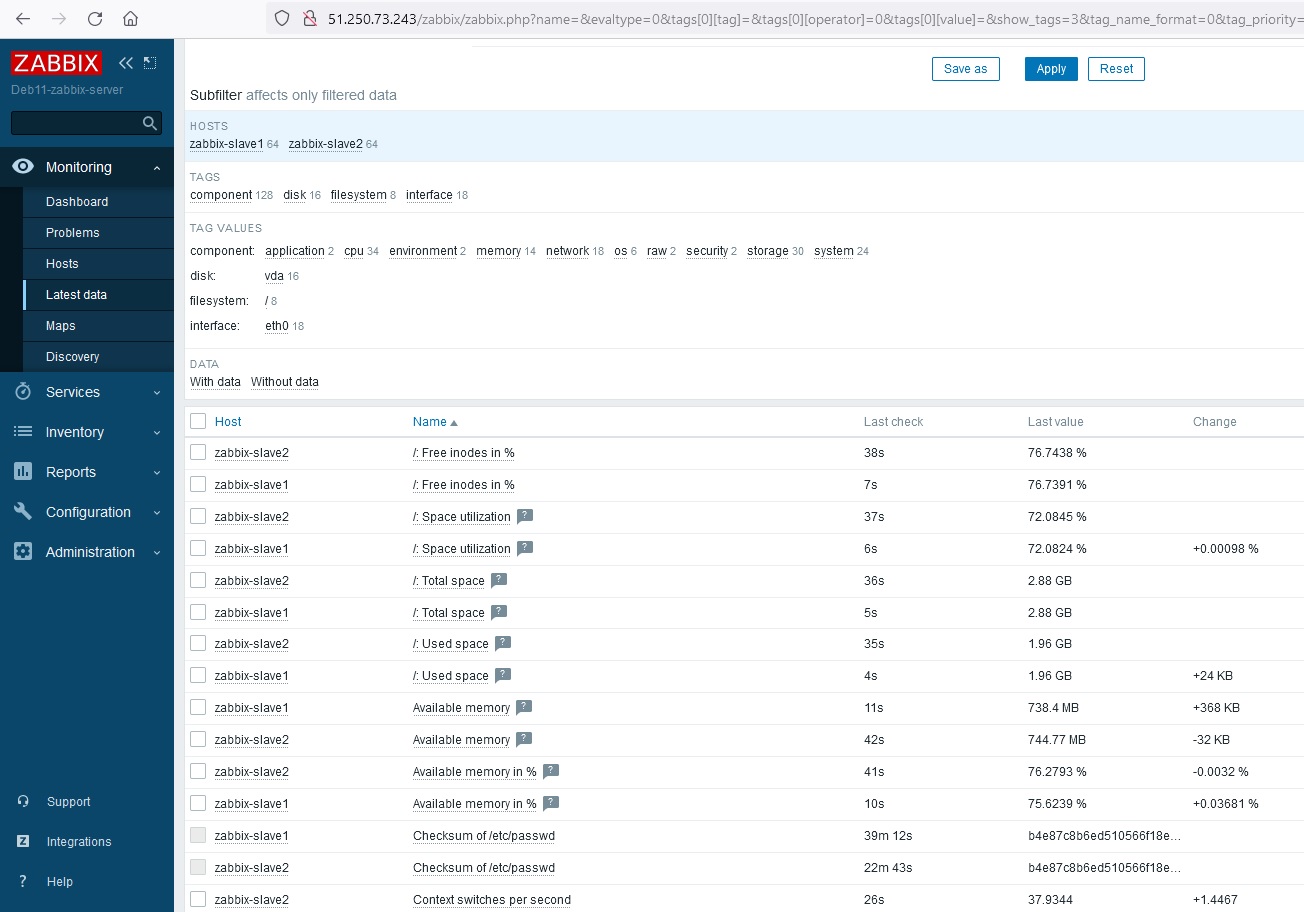 51.250.73.243/zabbix/zabbix.php?name=&evaltype=0&tags[0][tag]=&tags[0][operator]=0&tags[0][value]=&show_tags=3&tag_name_format=0&tag_priority=
ZABBIX
Deb11-zabbix-server
Monitoring
Dashboard
Problems
Hosts
Latest data
Maps
Discovery
Services
Inventory
Reports
Configuration
Administration
Support
Z Integrations
? Help
Save as Apply Reset
Subfilter affects only filtered data
HOSTS
zabbix-slave1 64 zabbix-slave2 64
TAGS
component 128 disk 16 filesystem 8 interface 18
TAG VALUES
component: application 2 cpu 34 environment 2 memory 14 network 18 os 6 raw 2 security 2 storage 30 system 24
disk: vda 16
filesystem: / 8
interface: eth0 18
DATA
With data Without data
Host Name Last check Last value Change
zabbix-slave2 /: Free inodes in % 38s 76.7438 %
zabbix-slave1 /: Free inodes in % 7s 76.7391 %
zabbix-slave2 /: Space utilization ? 37s 72.0845 %
zabbix-slave1 /: Space utilization ? 6s 72.0824 % +0.00098 %
zabbix-slave2 /: Total space ? 36s 2.88 GB
zabbix-slave1 /: Total space ? 5s 2.88 GB
zabbix-slave2 /: Used space ? 35s 1.96 GB
zabbix-slave1 /: Used space ? 4s 1.96 GB +24 KB
zabbix-slave1 Available memory ? 11s 738.4 MB +368 KB
zabbix-slave2 Available memory ? 42s 744.77 MB -32 KB
zabbix-slave2 Available memory in % ? 41s 76.2793 % -0.0032 %
zabbix-slave1 Available memory in % ? 10s 75.6239 % +0.03681 %
zabbix-slave1 Checksum of /etc/passwd 39m 12s b4e87c8b6ed510566f18e...
zabbix-slave2 Checksum of /etc/passwd 22m 43s b4e87c8b6ed510566f18e...
zabbix-slave2 Context switches per second 26s 37.9344 +1.4467